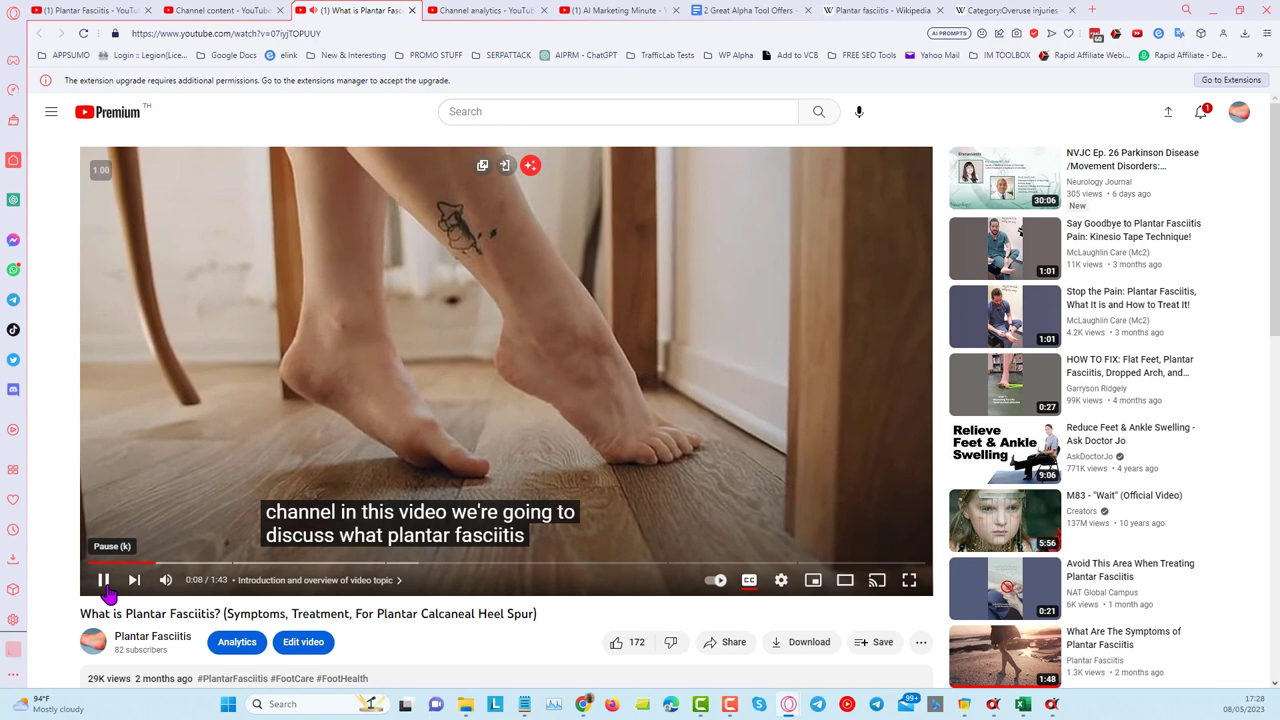 (1) Plantar Fasciitis - YouT
Channel content - YouTube
(1) What is Plantar Fasci
Channel analytics - YouTu
(1) AI Marketing Minute -
2 Great Alpha Tool Offers -
Plantar fasciitis - Wikipedia
Category:Overuse injuries -
https://www.youtube.com/watch?v=07iyjTOPUUY
AI PROMPTS
60
APPSUMO
Login :: Legion(Lice...
Google
elink
New & Interesting
PROMO STUFF
SERPATTACK
AIPRM - ChatGPT
TrafficLab Tests
WP Alpha
Add to VCB
FREE SEO Tools
Yahoo Mail
IM TOOLBOX
Rapid Affiliate Webi...
Rapid Affiliate - De...
The extension upgrade requires additional permissions. Go to the extensions manager to accept the upgrade.
Go to Extensions
Premium TH
Search
1
1.00
channel in this video we're going to
discuss what plantar fasciitis
Pause (k)
0:08 / 1:43 • Introduction and overview of video topic
CC
What is Plantar Fasciitis? (Symptoms, Treatment, For Plantar Calcaneal Heel Spur)
Plantar Fasciitis
82 subscribers
Analytics
Edit video
172
Share
Download
Save
29K views 2 months ago #PlantarFasciitis #FootCare #FootHealth
NVJC Ep. 26 Parkinson Disease
/Movement Disorders:...
Neurology Journal
305 views • 6 days ago
New
30:06
Say Goodbye to Plantar Fasciitis
Pain: Kinesio Tape Technique!
McLaughlin Care (Mc2)
11K views • 3 months ago
1:01
Stop the Pain: Plantar Fasciitis,
What It is and How to Treat It!
McLaughlin Care (Mc2)
4.2K views • 3 months ago
1:01
HOW TO FIX: Flat Feet, Plantar
Fasciitis, Dropped Arch, and...
Garryson Ridgely
99K views • 4 months ago
0:27
Relieve
Feet & Ankle
Swelling
9:06
Reduce Feet & Ankle Swelling -
Ask Doctor Jo
AskDoctorJo
771K views • 4 years ago
M83 - "Wait" (Official Video)
Creators
137M views • 10 years ago
5:56
Avoid This Area When Treating
Plantar Fasciitis
NAT Global Campus
6K views • 1 month ago
0:21
What Are The Symptoms of
Plantar Fasciitis
Plantar Fasciitis
1.3K views • 2 months ago
1:48
94°F
Mostly cloudy
Search
99+
17:28
08/05/2023